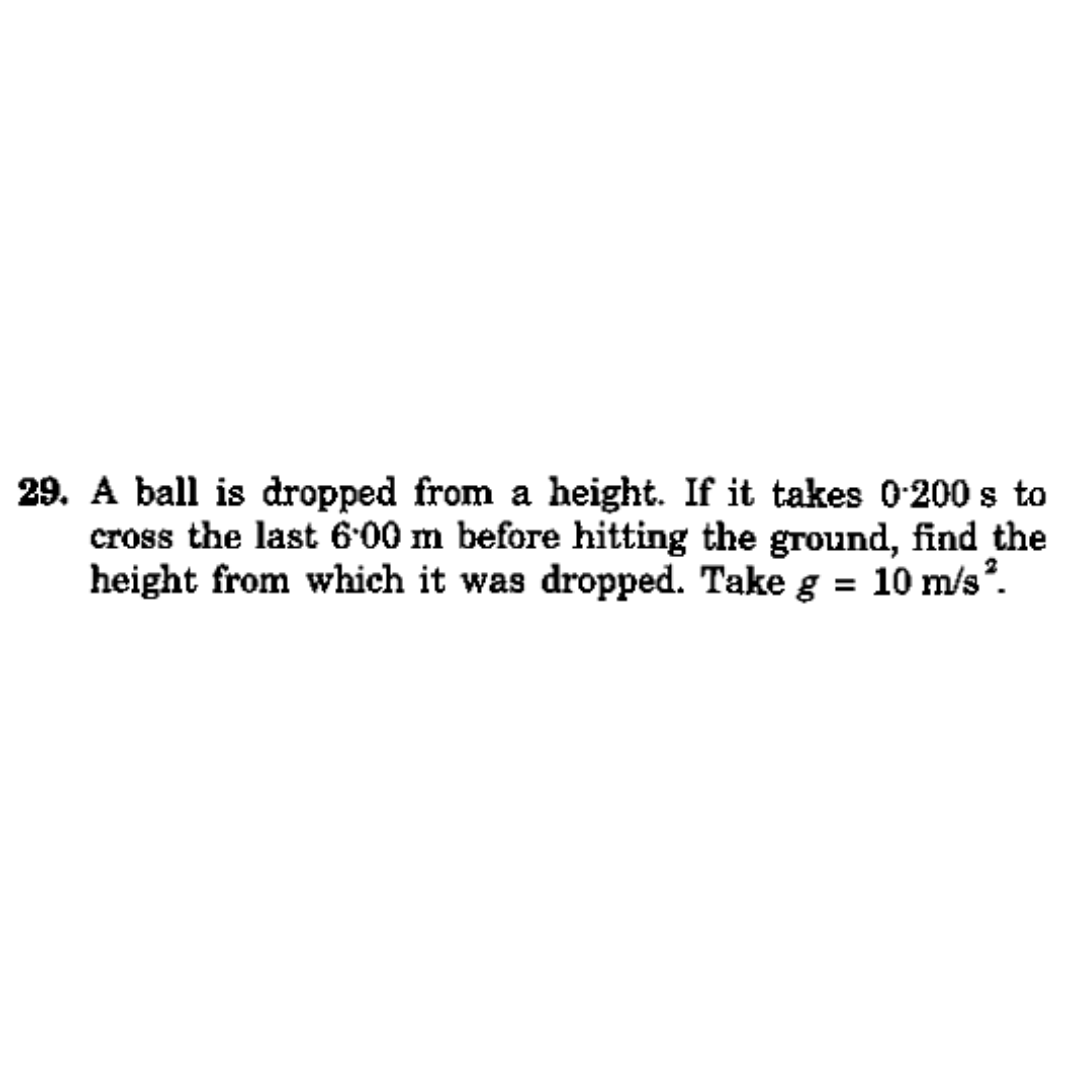 29. A ball is dropped from a height. If it takes 0·200 s to
cross the last 6·00 m before hitting the ground, find the
height from which it was dropped. Take g = 10 m/s².